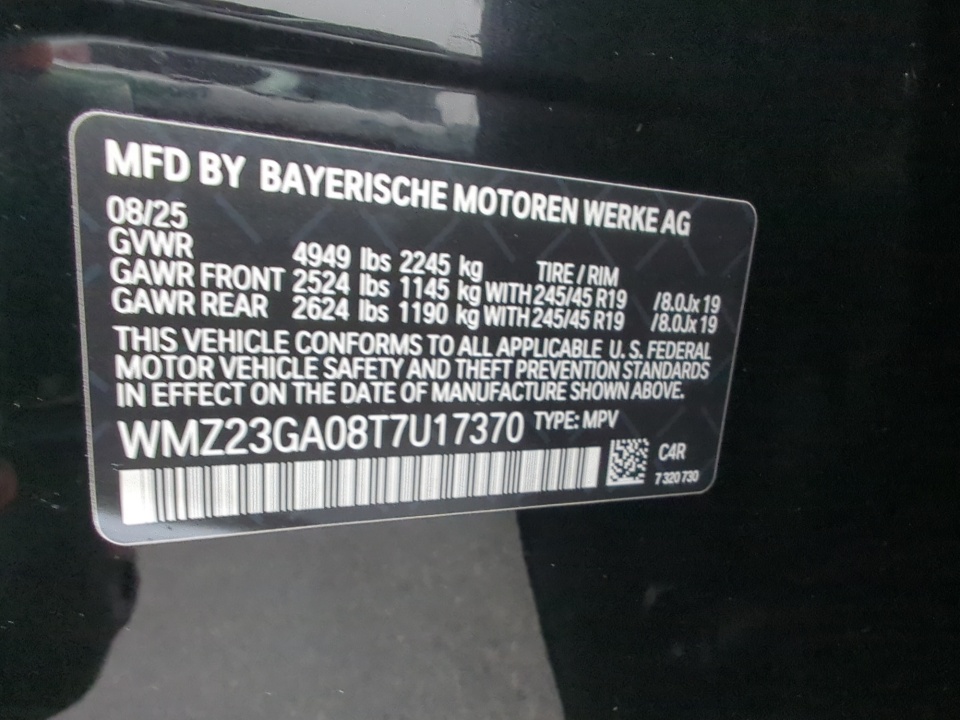 MFD BY BAYERISCHE MOTOREN WERKE AG
08/25
GVWR 4949 lbs 2245 kg TIRE / RIM
GAWR FRONT 2524 lbs 1145 kg WITH 245/45 R19 /8.0Jx19
GAWR REAR 2624 lbs 1190 kg WITH 245/45 R19 /8.0Jx19
THIS VEHICLE CONFORMS TO ALL APPLICABLE U.S. FEDERAL
MOTOR VEHICLE SAFETY AND THEFT PREVENTION STANDARDS
IN EFFECT ON THE DATE OF MANUFACTURE SHOWN ABOVE.
WMZ23GA08T7U17370 TYPE: MPV
C4R
7 320 730